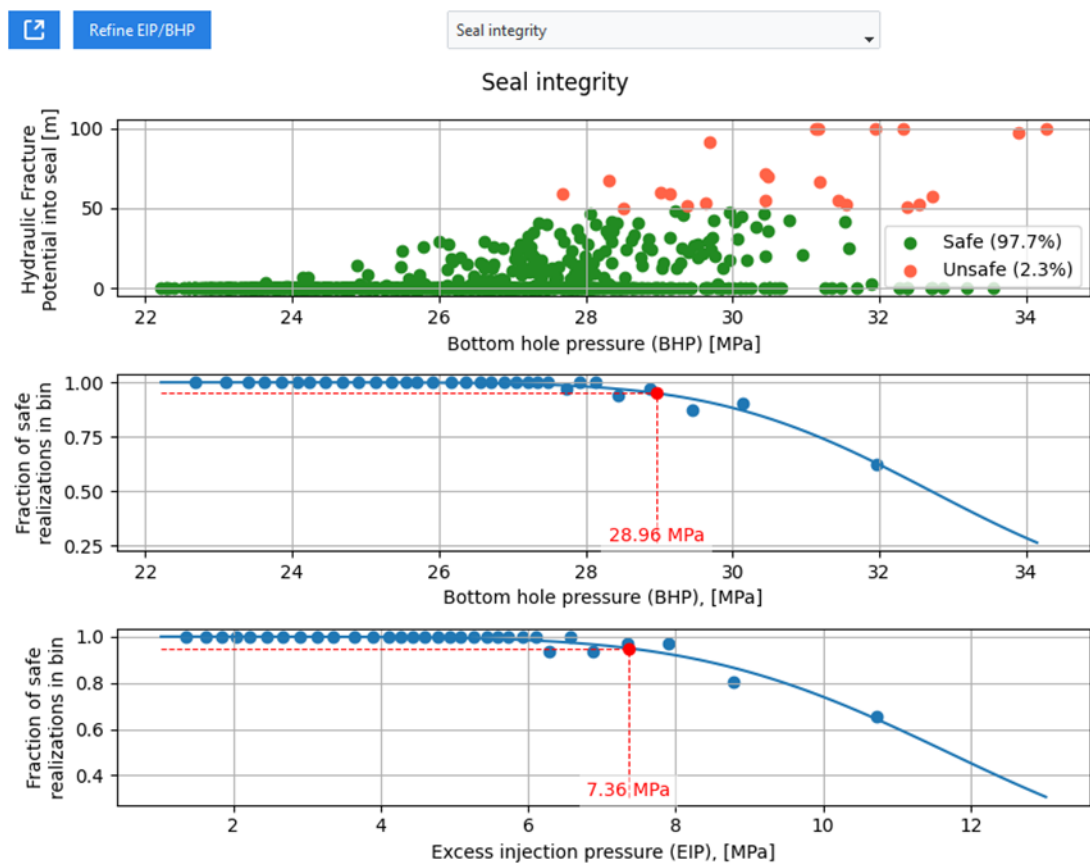 Refine EIP/BHP
Seal integrity
Seal integrity
Hydraulic Fracture
Potential into seal [m]
100
50
0
Safe (97.7%)
Unsafe (2.3%)
22 24 26 28 30 32 34
Bottom hole pressure (BHP) [MPa]
Fraction of safe
realizations in bin
1.00
0.75
0.50
0.25
28.96 MPa
22 24 26 28 30 32 34
Bottom hole pressure (BHP), [MPa]
Fraction of safe
realizations in bin
1.0
0.8
0.6
0.4
7.36 MPa
2 4 6 8 10 12
Excess injection pressure (EIP), [MPa]